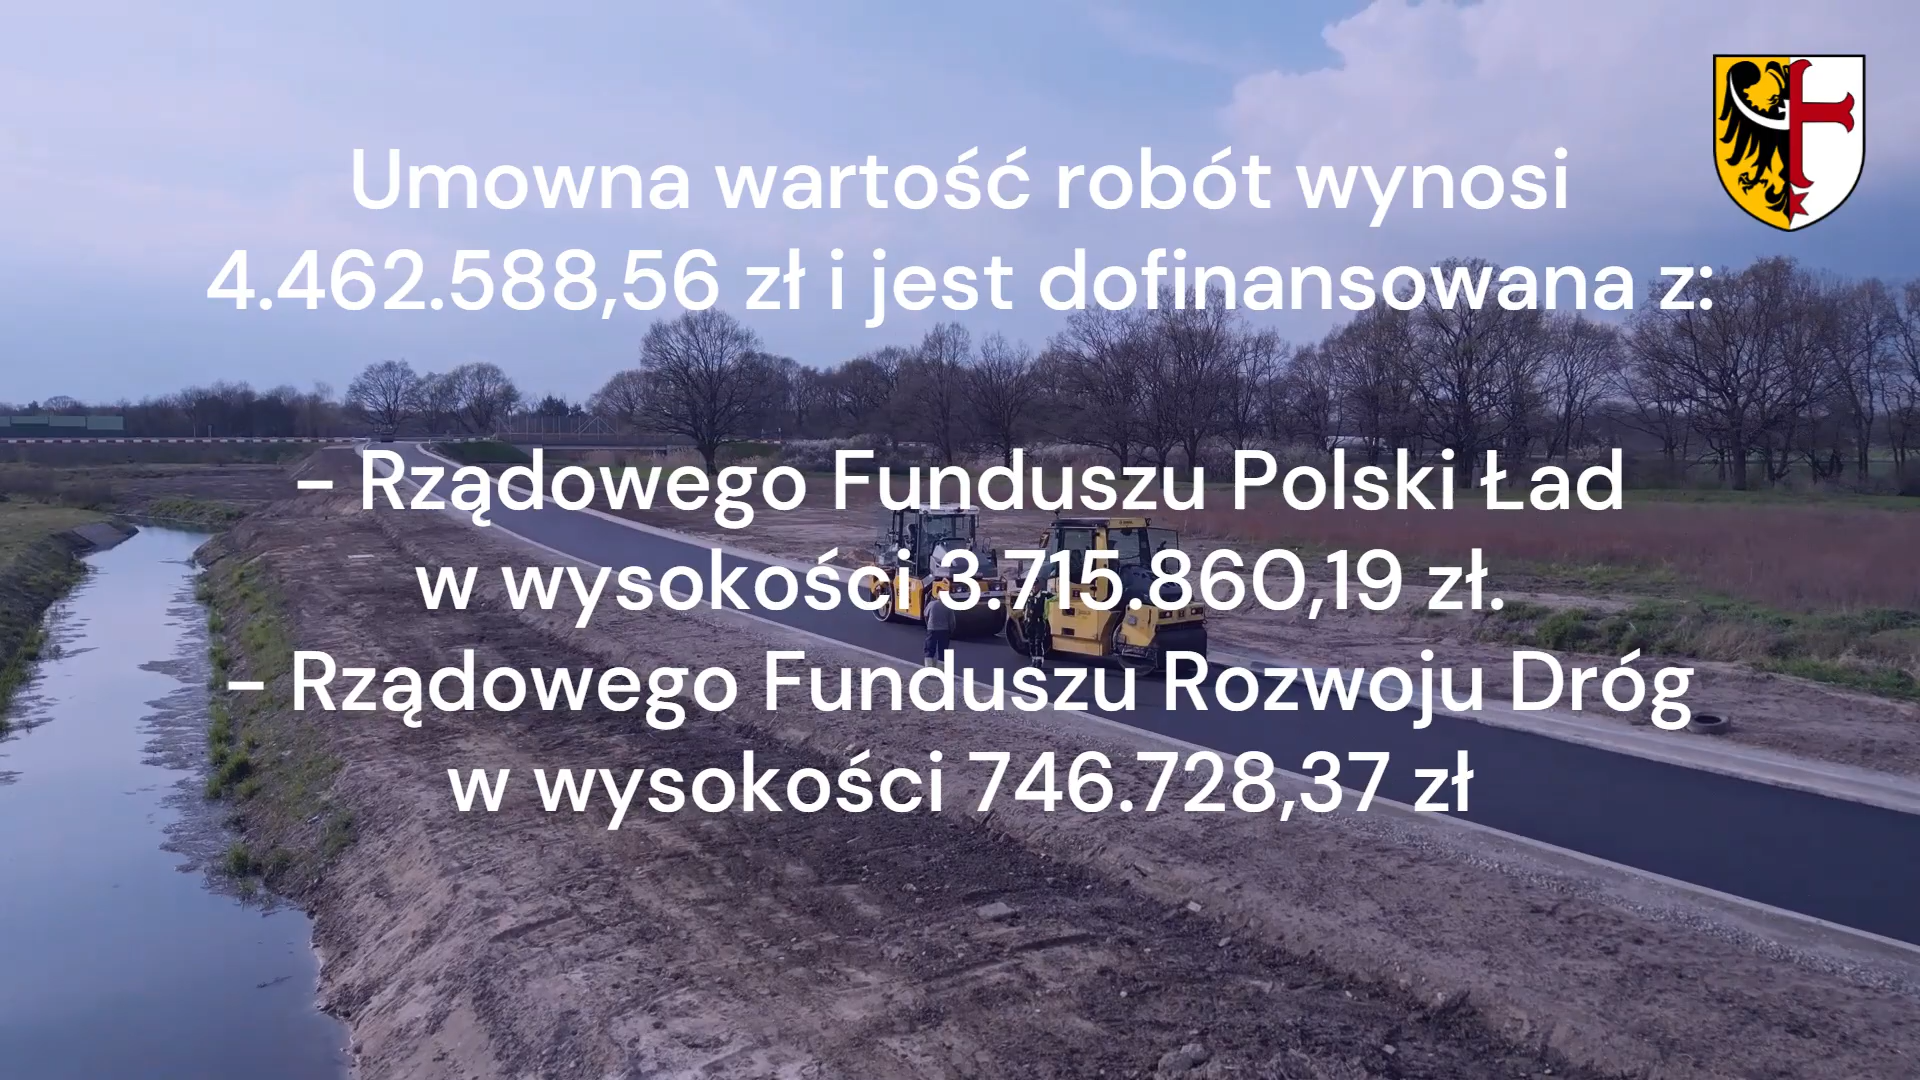 Umowna wartość robót wynosi
4.462.588,56 zł i jest dofinansowana z:
- Rządowego Funduszu Polski Ład
w wysokości 3.715.860,19 zł.
- Rządowego Funduszu Rozwoju Dróg
w wysokości 746.728,37 zł